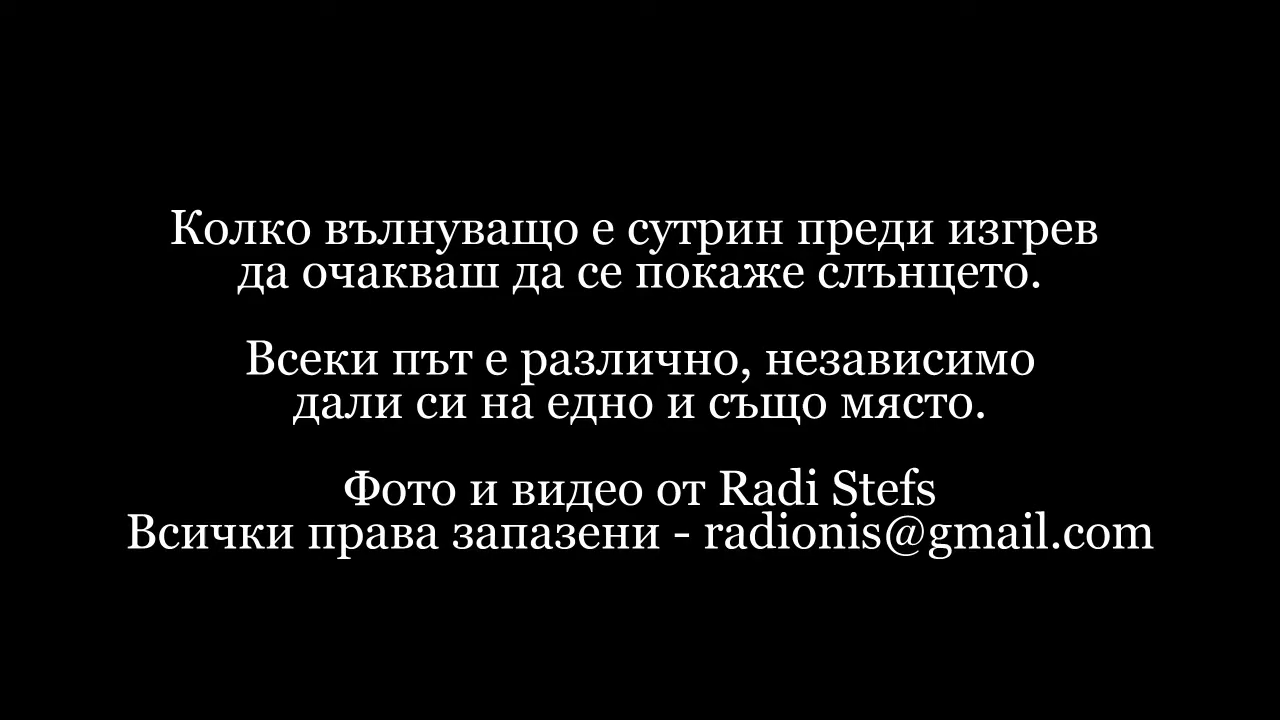 Колко вълнуващо е сутрин преди изгрев
да очакваш да се покаже слънцето.
Всеки път е различно, независимо
дали си на едно и също място.
Фото и видео от Radi Stefs
Всички права запазени - radionis@gmail.com